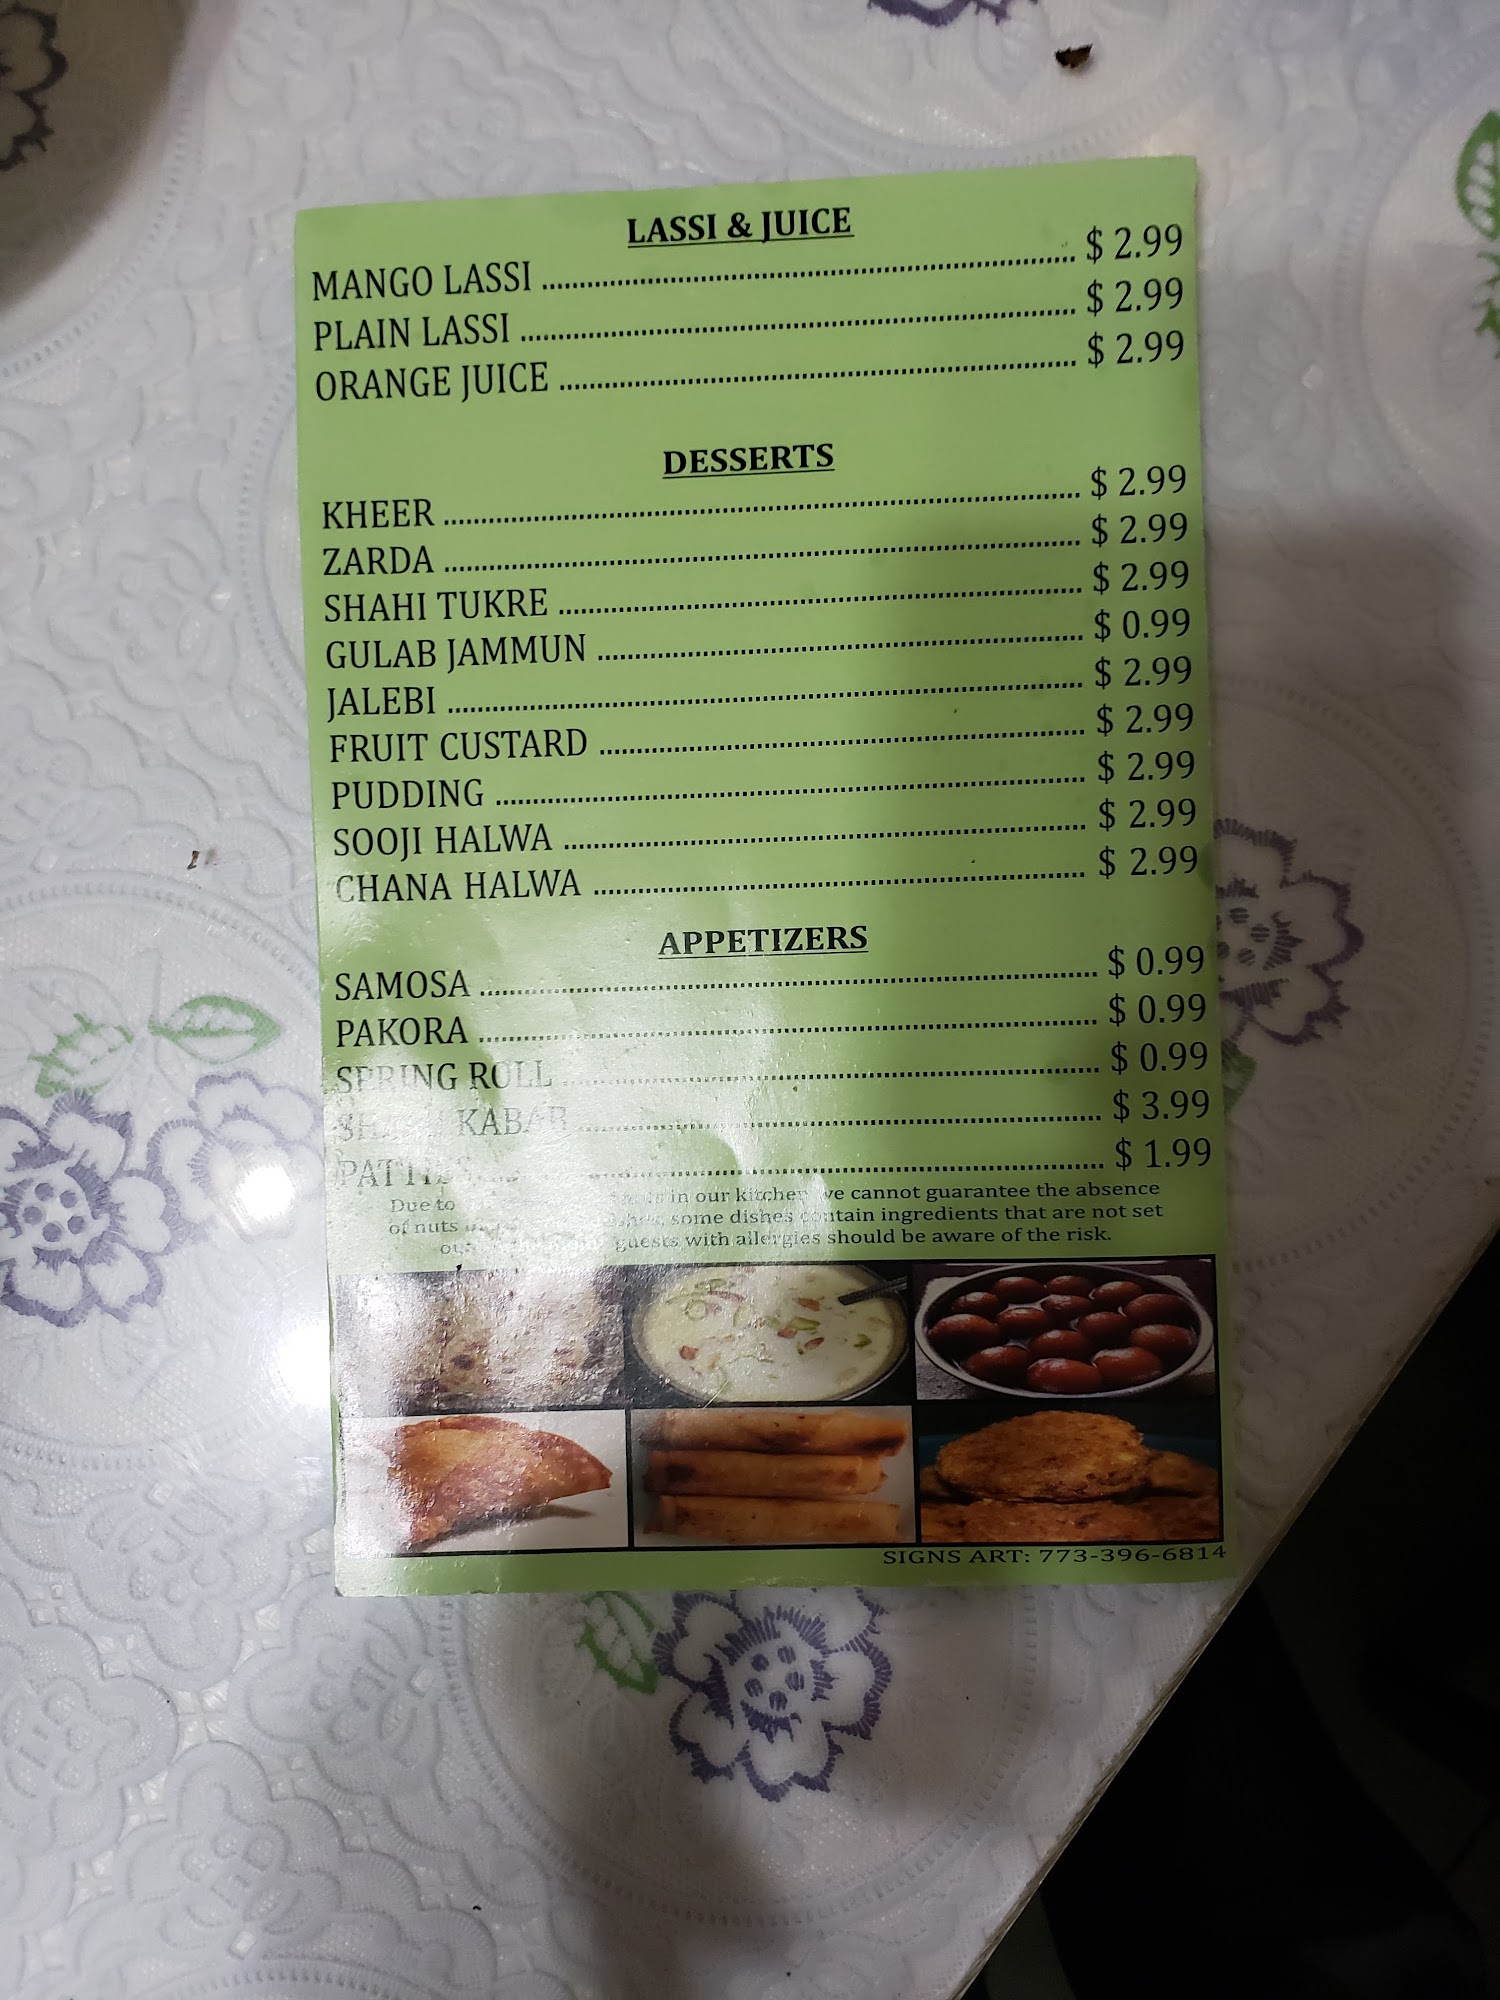 LASSI & JUICE
MANGO LASSI ........ $ 2.99
PLAIN LASSI ........ $ 2.99
ORANGE JUICE ........ $ 2.99
DESSERTS
KHEER ........ $ 2.99
ZARDA ........ $ 2.99
SHAHI TUKRE ........ $ 2.99
GULAB JAMMUN ........ $ 0.99
JALEBI ........ $ 2.99
FRUIT CUSTARD ........ $ 2.99
PUDDING ........ $ 2.99
SOOJI HALWA ........ $ 2.99
CHANA HALWA ........ $ 2.99
APPETIZERS
SAMOSA ........ $ 0.99
PAKORA ........ $ 0.99
SPRING ROLL ........ $ 0.99
KABAB ........ $ 3.99
PATTIES ........ $ 1.99
Due to in our kitchen we cannot guarantee the absence
of nuts some dishes contain ingredients that are not set
guests with allergies should be aware of the risk.
SIGNS ART: 773-396-6814